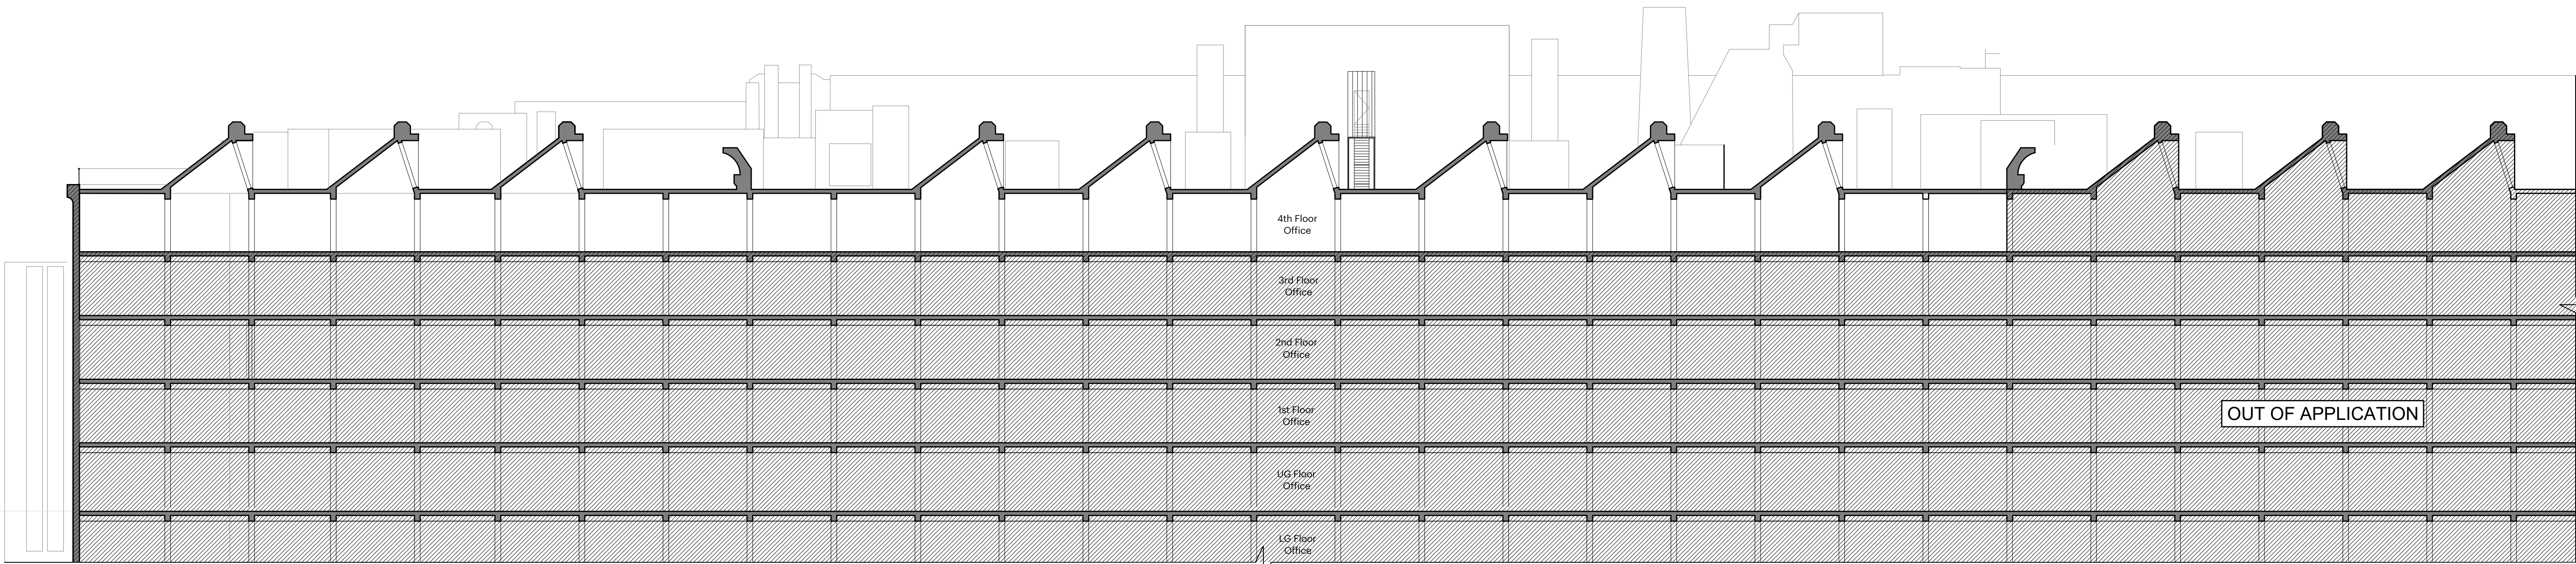 4th Floor
Office
3rd Floor
Office
2nd Floor
Office
1st Floor
Office
OUT OF APPLICATION
UG Floor
Office
LG Floor
Office